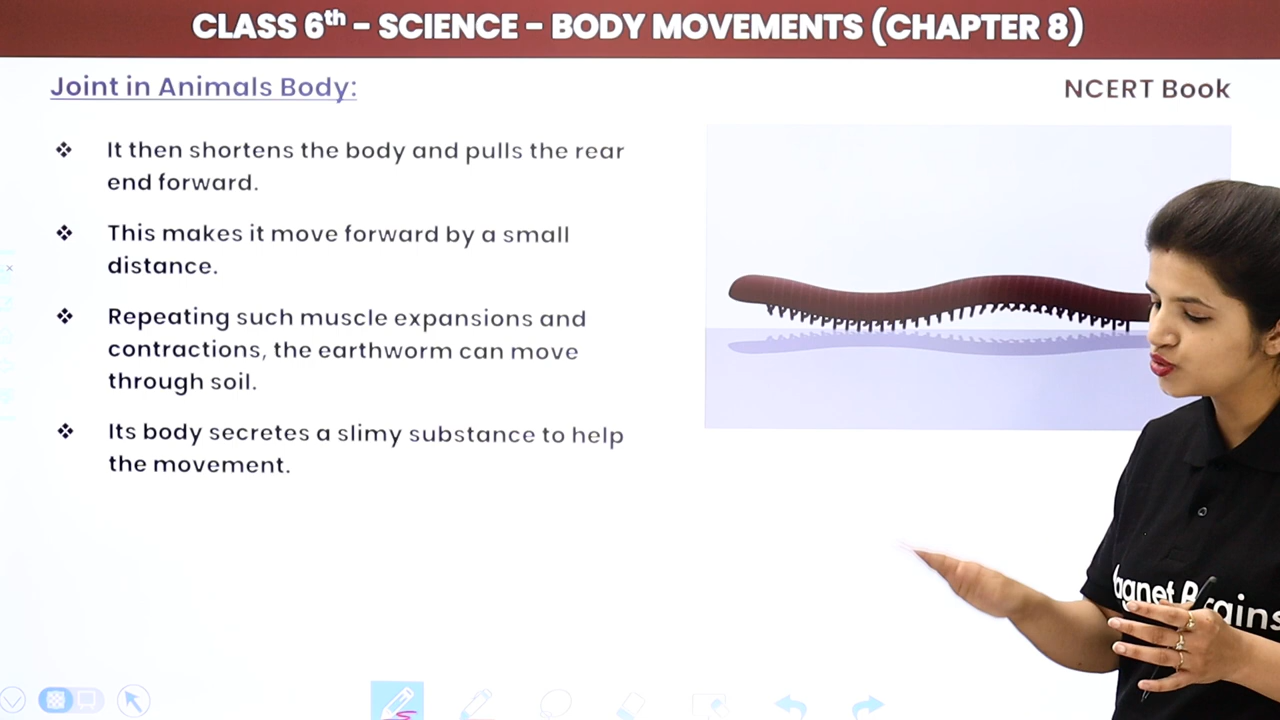 CLASS 6th - SCIENCE - BODY MOVEMENTS (CHAPTER 8)
Joint in Animals Body:
NCERT Book
❖ It then shortens the body and pulls the rear
end forward.
❖ This makes it move forward by a small
distance.
❖ Repeating such muscle expansions and
contractions, the earthworm can move
through soil.
❖ Its body secretes a slimy substance to help
the movement.